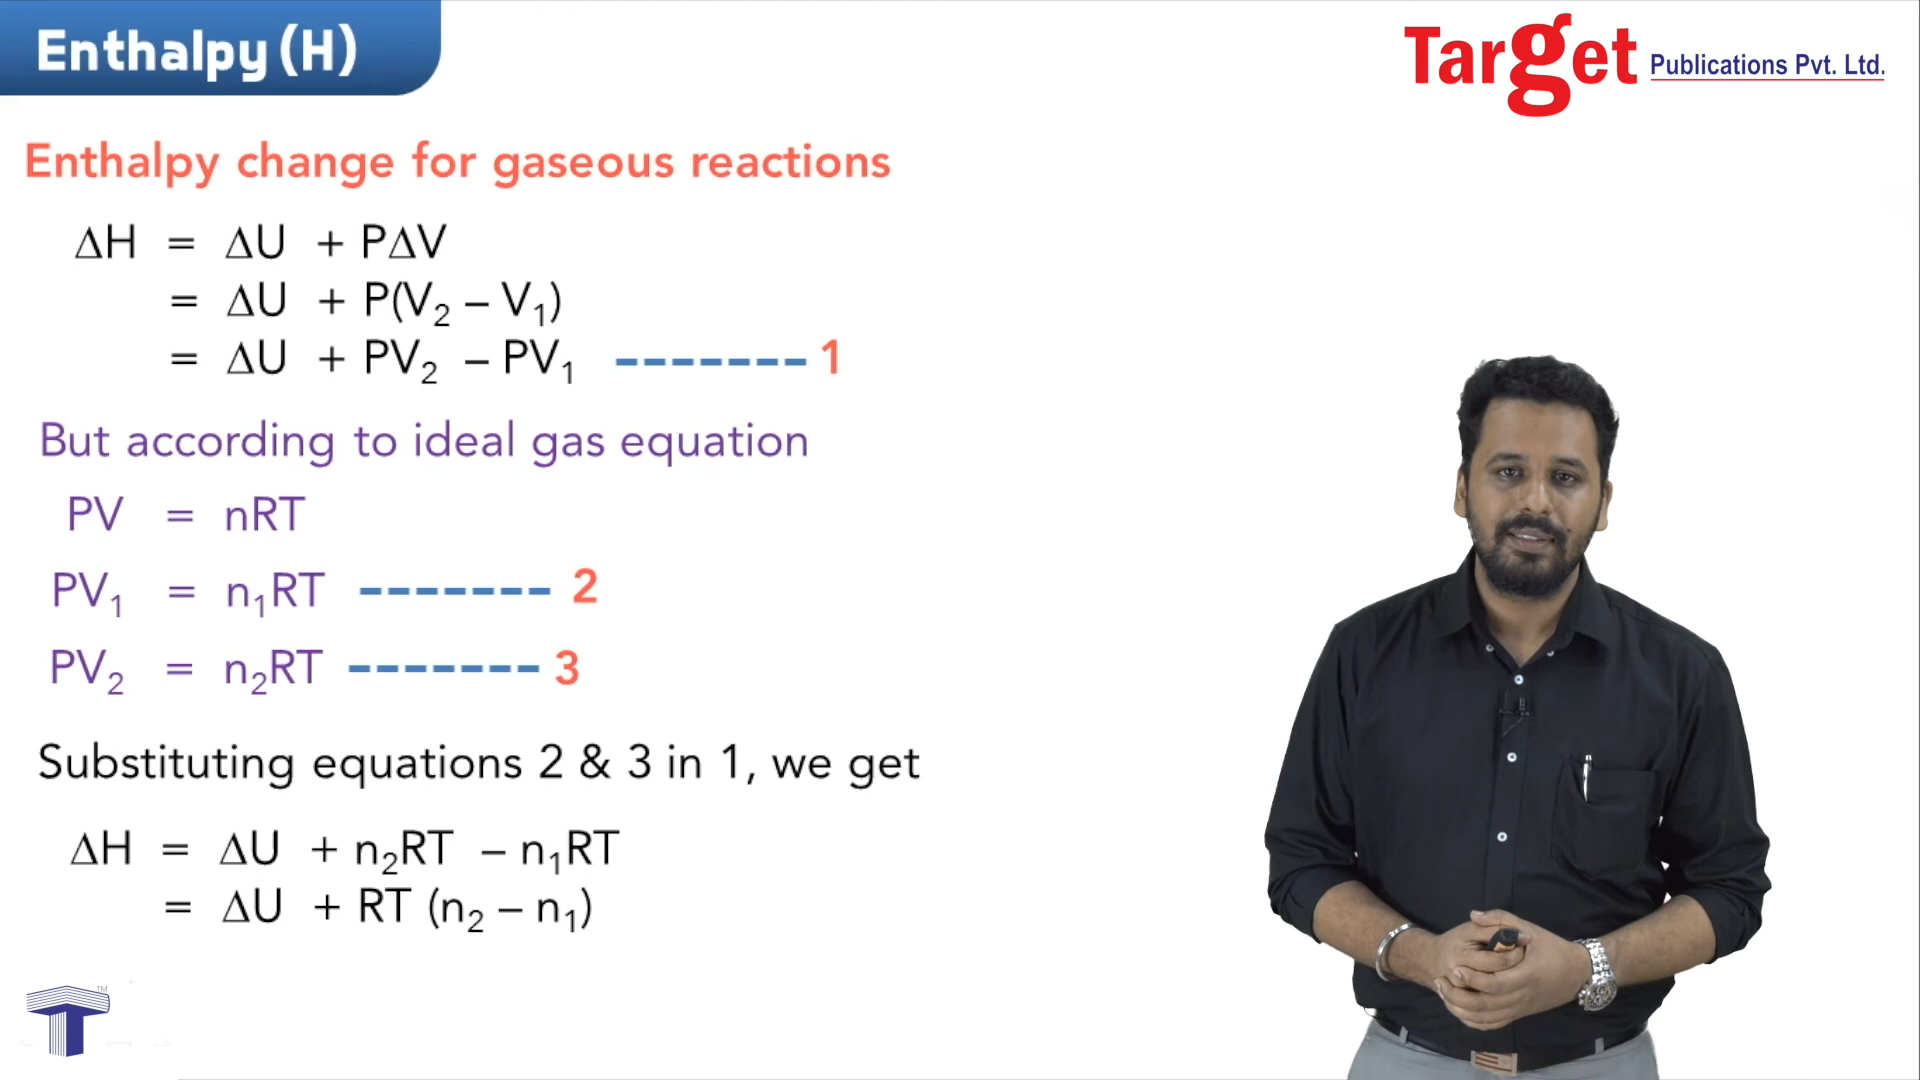 Enthalpy (H)
Target Publications Pvt. Ltd.
Enthalpy change for gaseous reactions
ΔH = ΔU + PΔV
= ΔU + P(V₂ – V₁)
= ΔU + PV₂ – PV₁ ------- 1
But according to ideal gas equation
PV = nRT
PV₁ = n₁RT ------- 2
PV₂ = n₂RT ------- 3
Substituting equations 2 & 3 in 1, we get
ΔH = ΔU + n₂RT – n₁RT
= ΔU + RT (n₂ – n₁)
TM